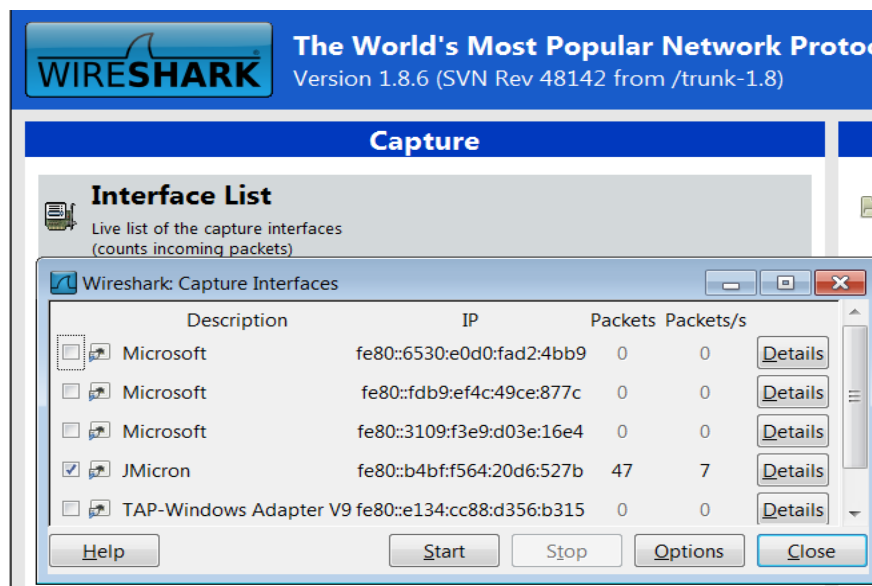 WIRESHARK
The World's Most Popular Network Proto
Version 1.8.6 (SVN Rev 48142 from /trunk-1.8)
Capture
Interface List
Live list of the capture interfaces
(counts incoming packets)
Wireshark: Capture Interfaces
Description IP Packets Packets/s
Microsoft fe80::6530:e0d0:fad2:4bb9 0 0 Details
Microsoft fe80::fdb9:ef4c:49ce:877c 0 0 Details
Microsoft fe80::3109:f3e9:d03e:16e4 0 0 Details
JMicron fe80::b4bf:f564:20d6:527b 47 7 Details
TAP-Windows Adapter V9 fe80::e134:cc88:d356:b315 0 0 Details
Help Start Stop Options Close